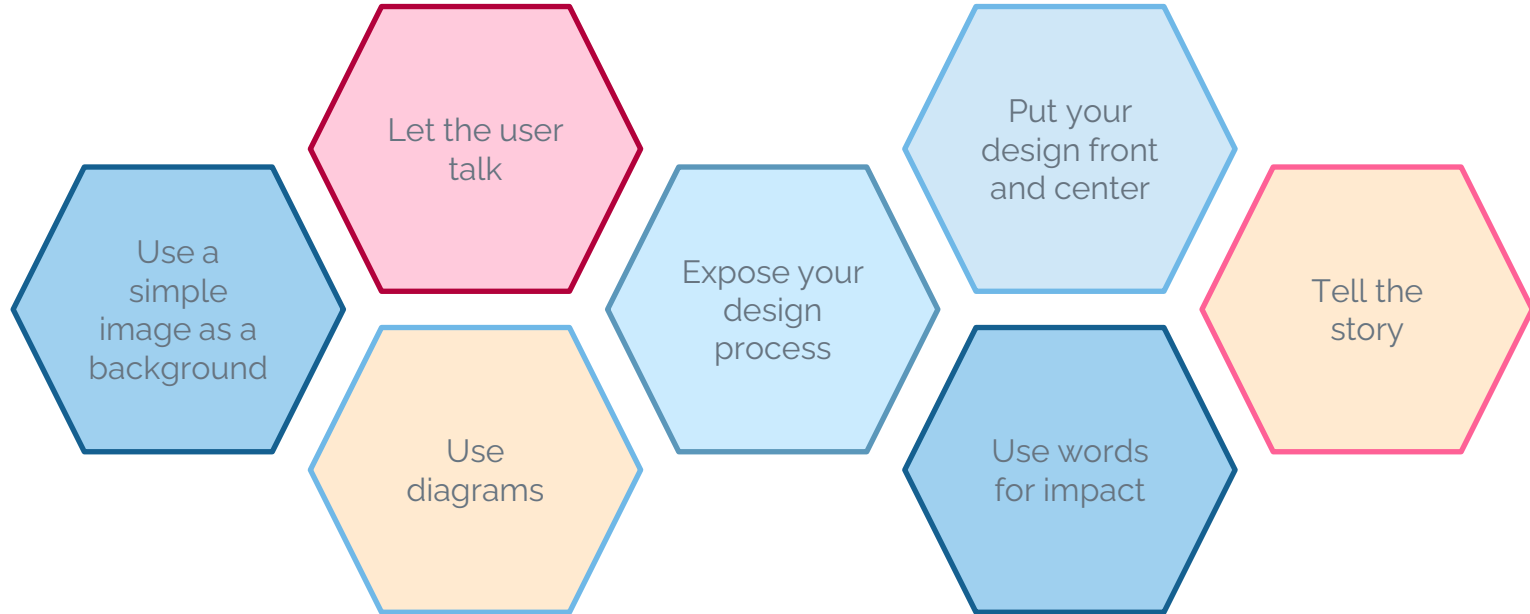 Use a
simple
image as a
background
Let the user
talk
Use
diagrams
Expose your
design
process
Put your
design front
and center
Use words
for impact
Tell the
story